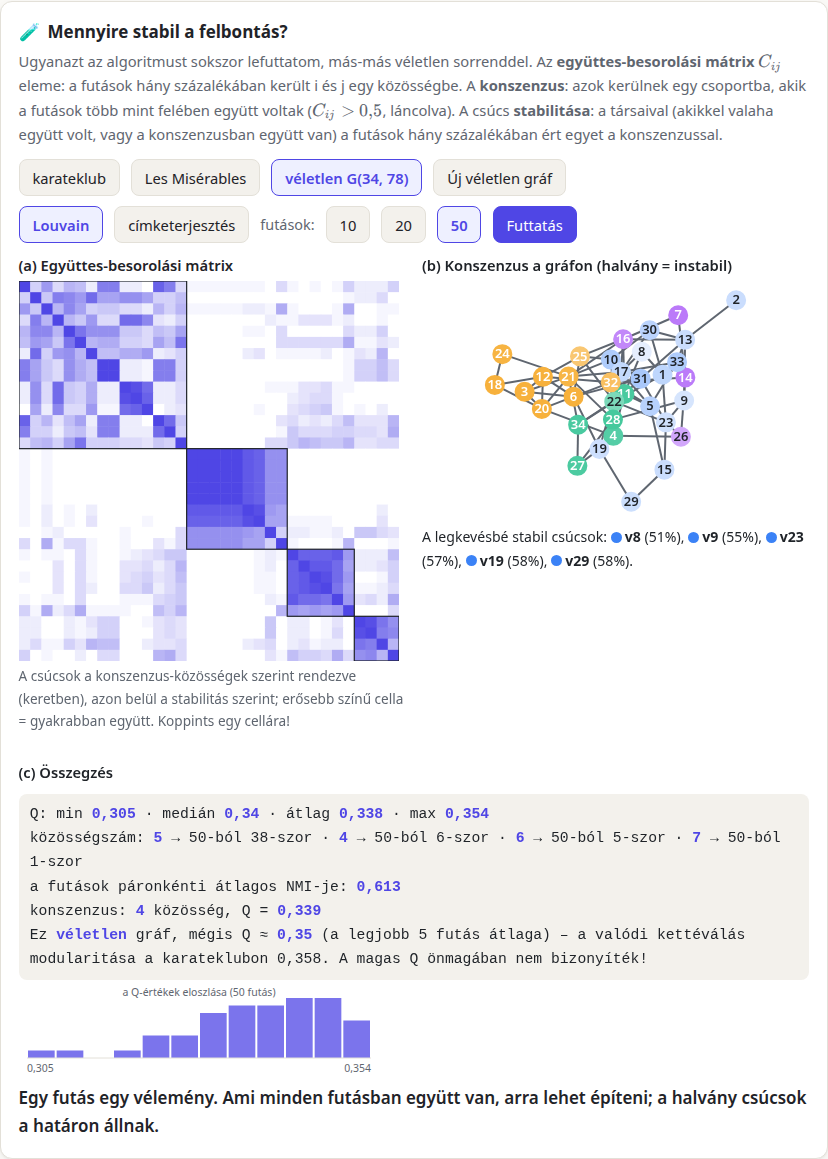 🧪 Mennyire stabil a felbontás?
Ugyanazt az algoritmust sokszor lefuttatom, más-más véletlen sorrenddel. Az együttes-besorolási mátrix C_ij
eleme: a futások hány százalékában került i és j egy közösségbe. A konszenzus: azok kerülnek egy csoportba, akik
a futások több mint felében együtt voltak (C_ij > 0,5, láncolva). A csúcs stabilitása: a társaival (akikkel valaha
együtt volt, vagy a konszenzusban együtt van) a futások hány százalékában ért egyet a konszenzussal.
karateklub Les Misérables véletlen G(34, 78) Új véletlen gráf
Louvain címketerjesztés futások: 10 20 50 Futtatás
(a) Együttes-besorolási mátrix
A csúcsok a konszenzus-közösségek szerint rendezve
(keretben), azon belül a stabilitás szerint; erősebb színű cella
= gyakrabban együtt. Koppints egy cellára!
(b) Konszenzus a gráfon (halvány = instabil)
2
7
30
16
13
8
24
25
10
33
17
12
21
1
31
14
18
32
3
11
6
9
22
5
20
28
23
34
4
26
19
27
15
29
A legkevésbé stabil csúcsok: v8 (51%), v9 (55%), v23
(57%), v19 (58%), v29 (58%).
(c) Összegzés
Q: min 0,305 · medián 0,34 · átlag 0,338 · max 0,354
közösségszám: 5 → 50-ből 38-szor · 4 → 50-ből 6-szor · 6 → 50-ből 5-ször · 7 → 50-ből
1-szor
a futások páronkénti átlagos NMI-je: 0,613
konszenzus: 4 közösség, Q = 0,339
Ez véletlen gráf, mégis Q ≈ 0,35 (a legjobb 5 futás átlaga) – a valódi kettéválás
modularitása a karateklubon 0,358. A magas Q önmagában nem bizonyíték!
a Q-értékek eloszlása (50 futás)
0,305 0,354
Egy futás egy vélemény. Ami minden futásban együtt van, arra lehet építeni; a halvány csúcsok
a határon állnak.